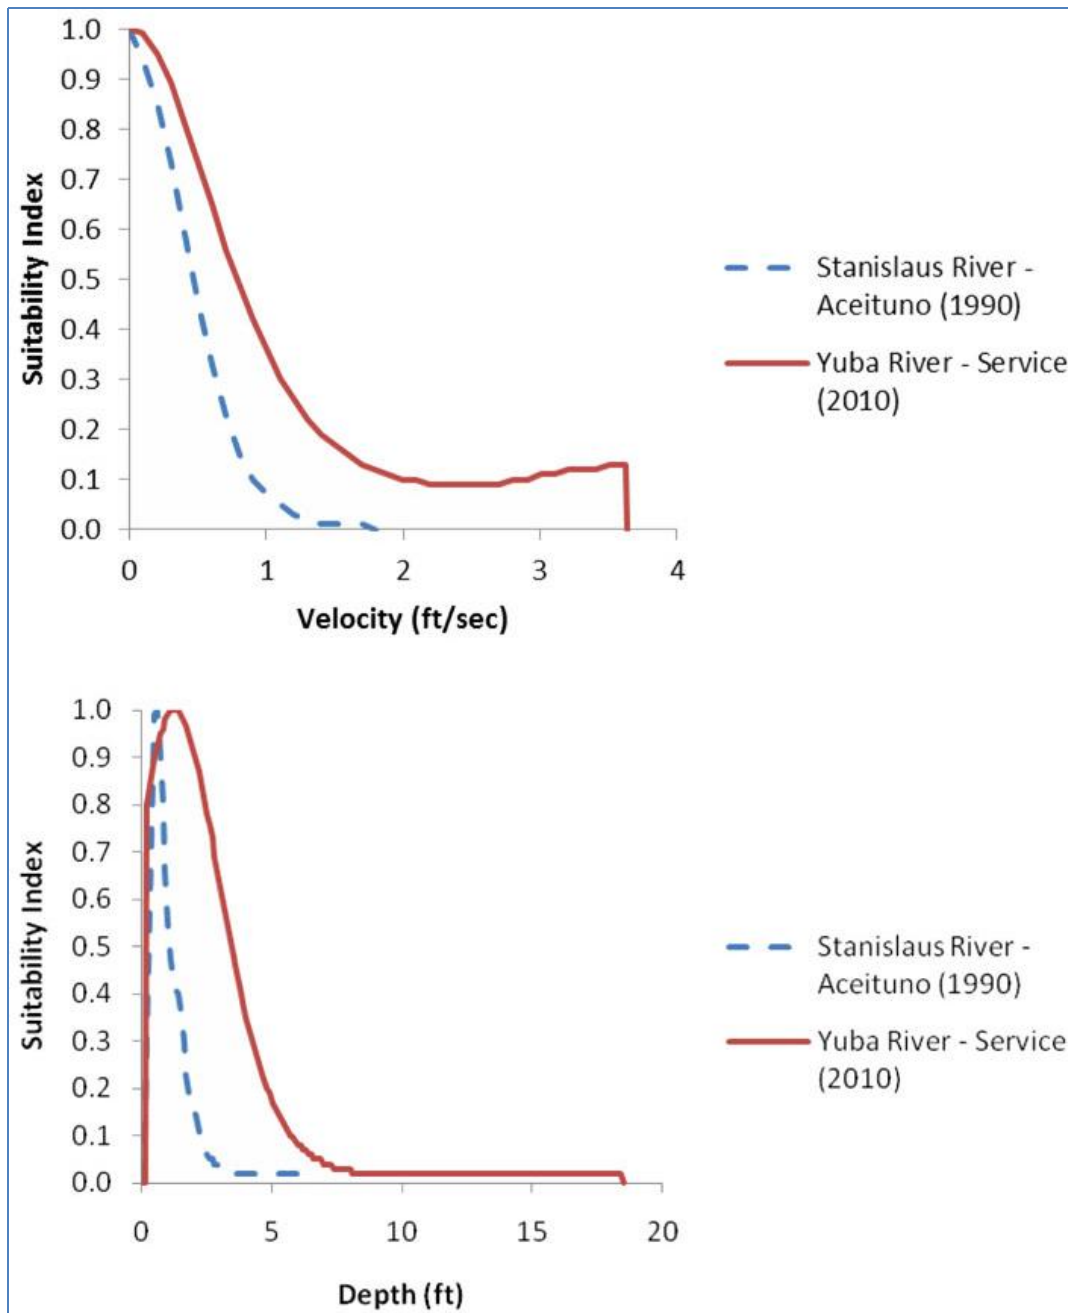 1.0
0.9
0.8
0.7
0.6
0.5
0.4
0.3
0.2
0.1
0.0
Suitability Index
0 1 2 3 4
Velocity (ft/sec)
Stanislaus River -
Aceituno (1990)
Yuba River - Service
(2010)
1.0
0.9
0.8
0.7
0.6
0.5
0.4
0.3
0.2
0.1
0.0
Suitability Index
0 5 10 15 20
Depth (ft)
Stanislaus River -
Aceituno (1990)
Yuba River - Service
(2010)